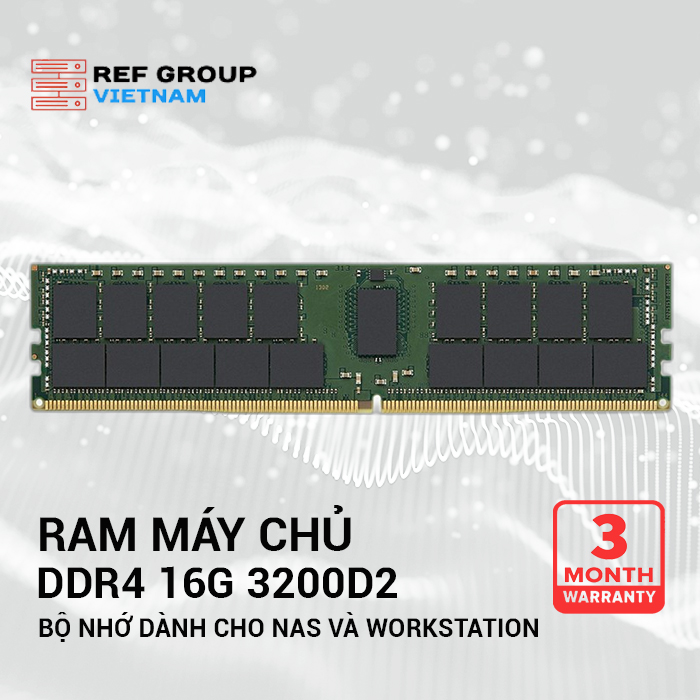 REF GROUP
VIETNAM
RAM MÁY CHỦ
DDR4 16G 3200D2
BỘ NHỚ DÀNH CHO NAS VÀ WORKSTATION
3
MONTH
WARRANTY